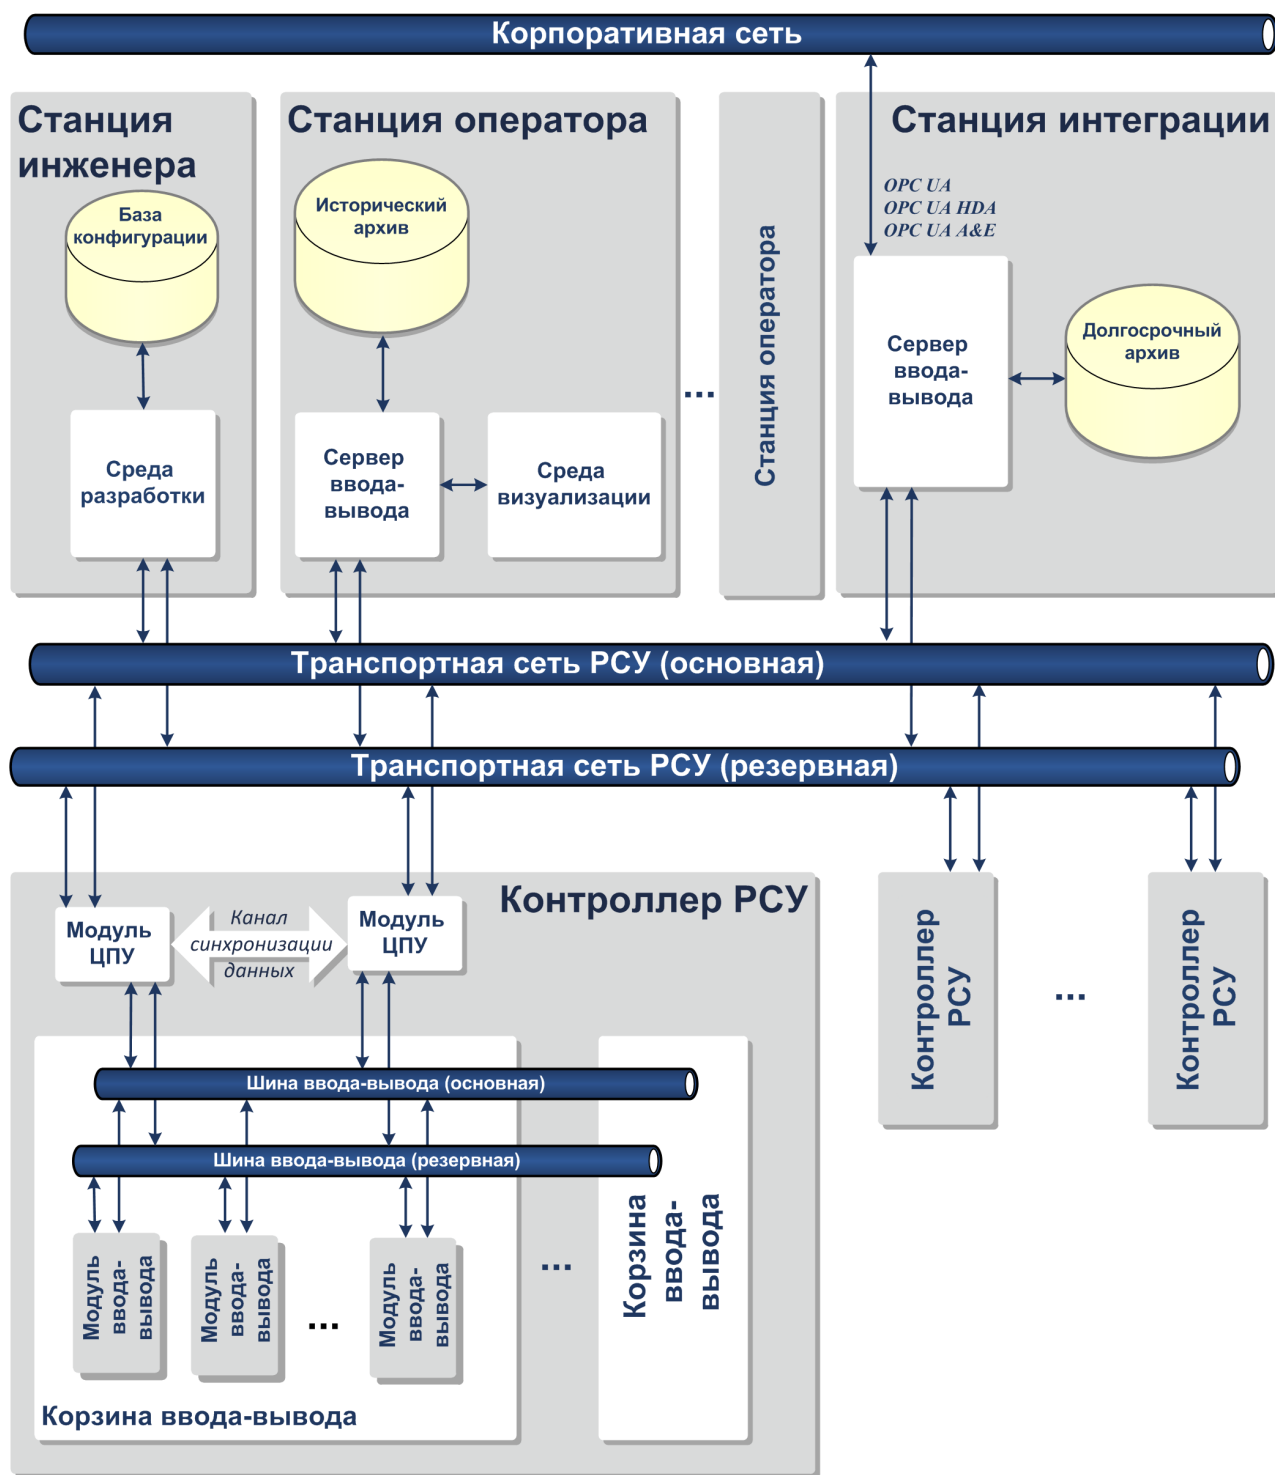 Корпоративная сеть
Станция
инженера
База
конфигурации
Среда
разработки
Станция оператора
Исторический
архив
Сервер
ввода-
вывода
Среда
визуализации
...
Станция оператора
Станция интеграции
OPC UA
OPC UA HDA
OPC UA A&E
Сервер
ввода-
вывода
Долгосрочный
архив
Транспортная сеть РСУ (основная)
Транспортная сеть РСУ (резервная)
Контроллер РСУ
Модуль
ЦПУ
Канал
синхронизации
данных
Модуль
ЦПУ
Шина ввода-вывода (основная)
Шина ввода-вывода (резервная)
Модуль
ввода-
вывода
Модуль
ввода-
вывода
...
Модуль
ввода-
вывода
Корзина ввода-вывода
...
Корзина
ввода-
вывода
Контроллер
РСУ
...
Контроллер
РСУ